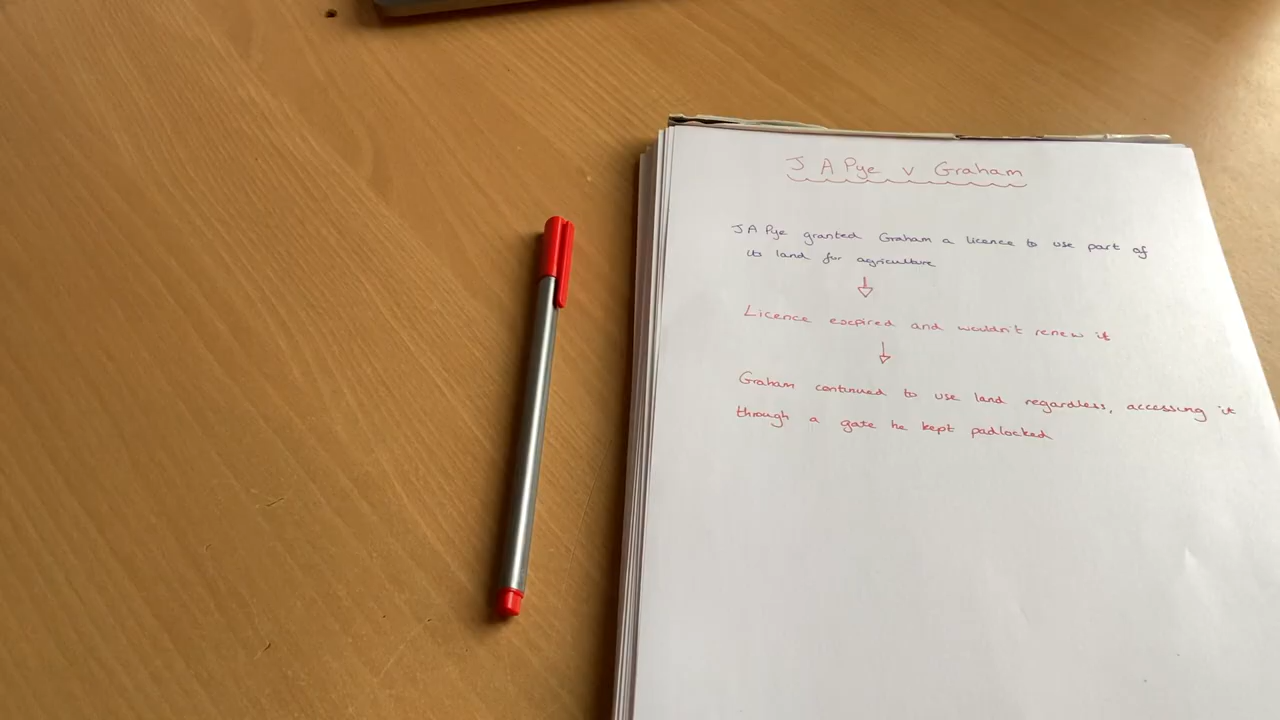 J A Pye v Graham
J A Pye granted Graham a licence to use part of
its land for agriculture
Licence expired and wouldn't renew it
Graham continued to use land regardless, accessing it
through a gate he kept padlocked